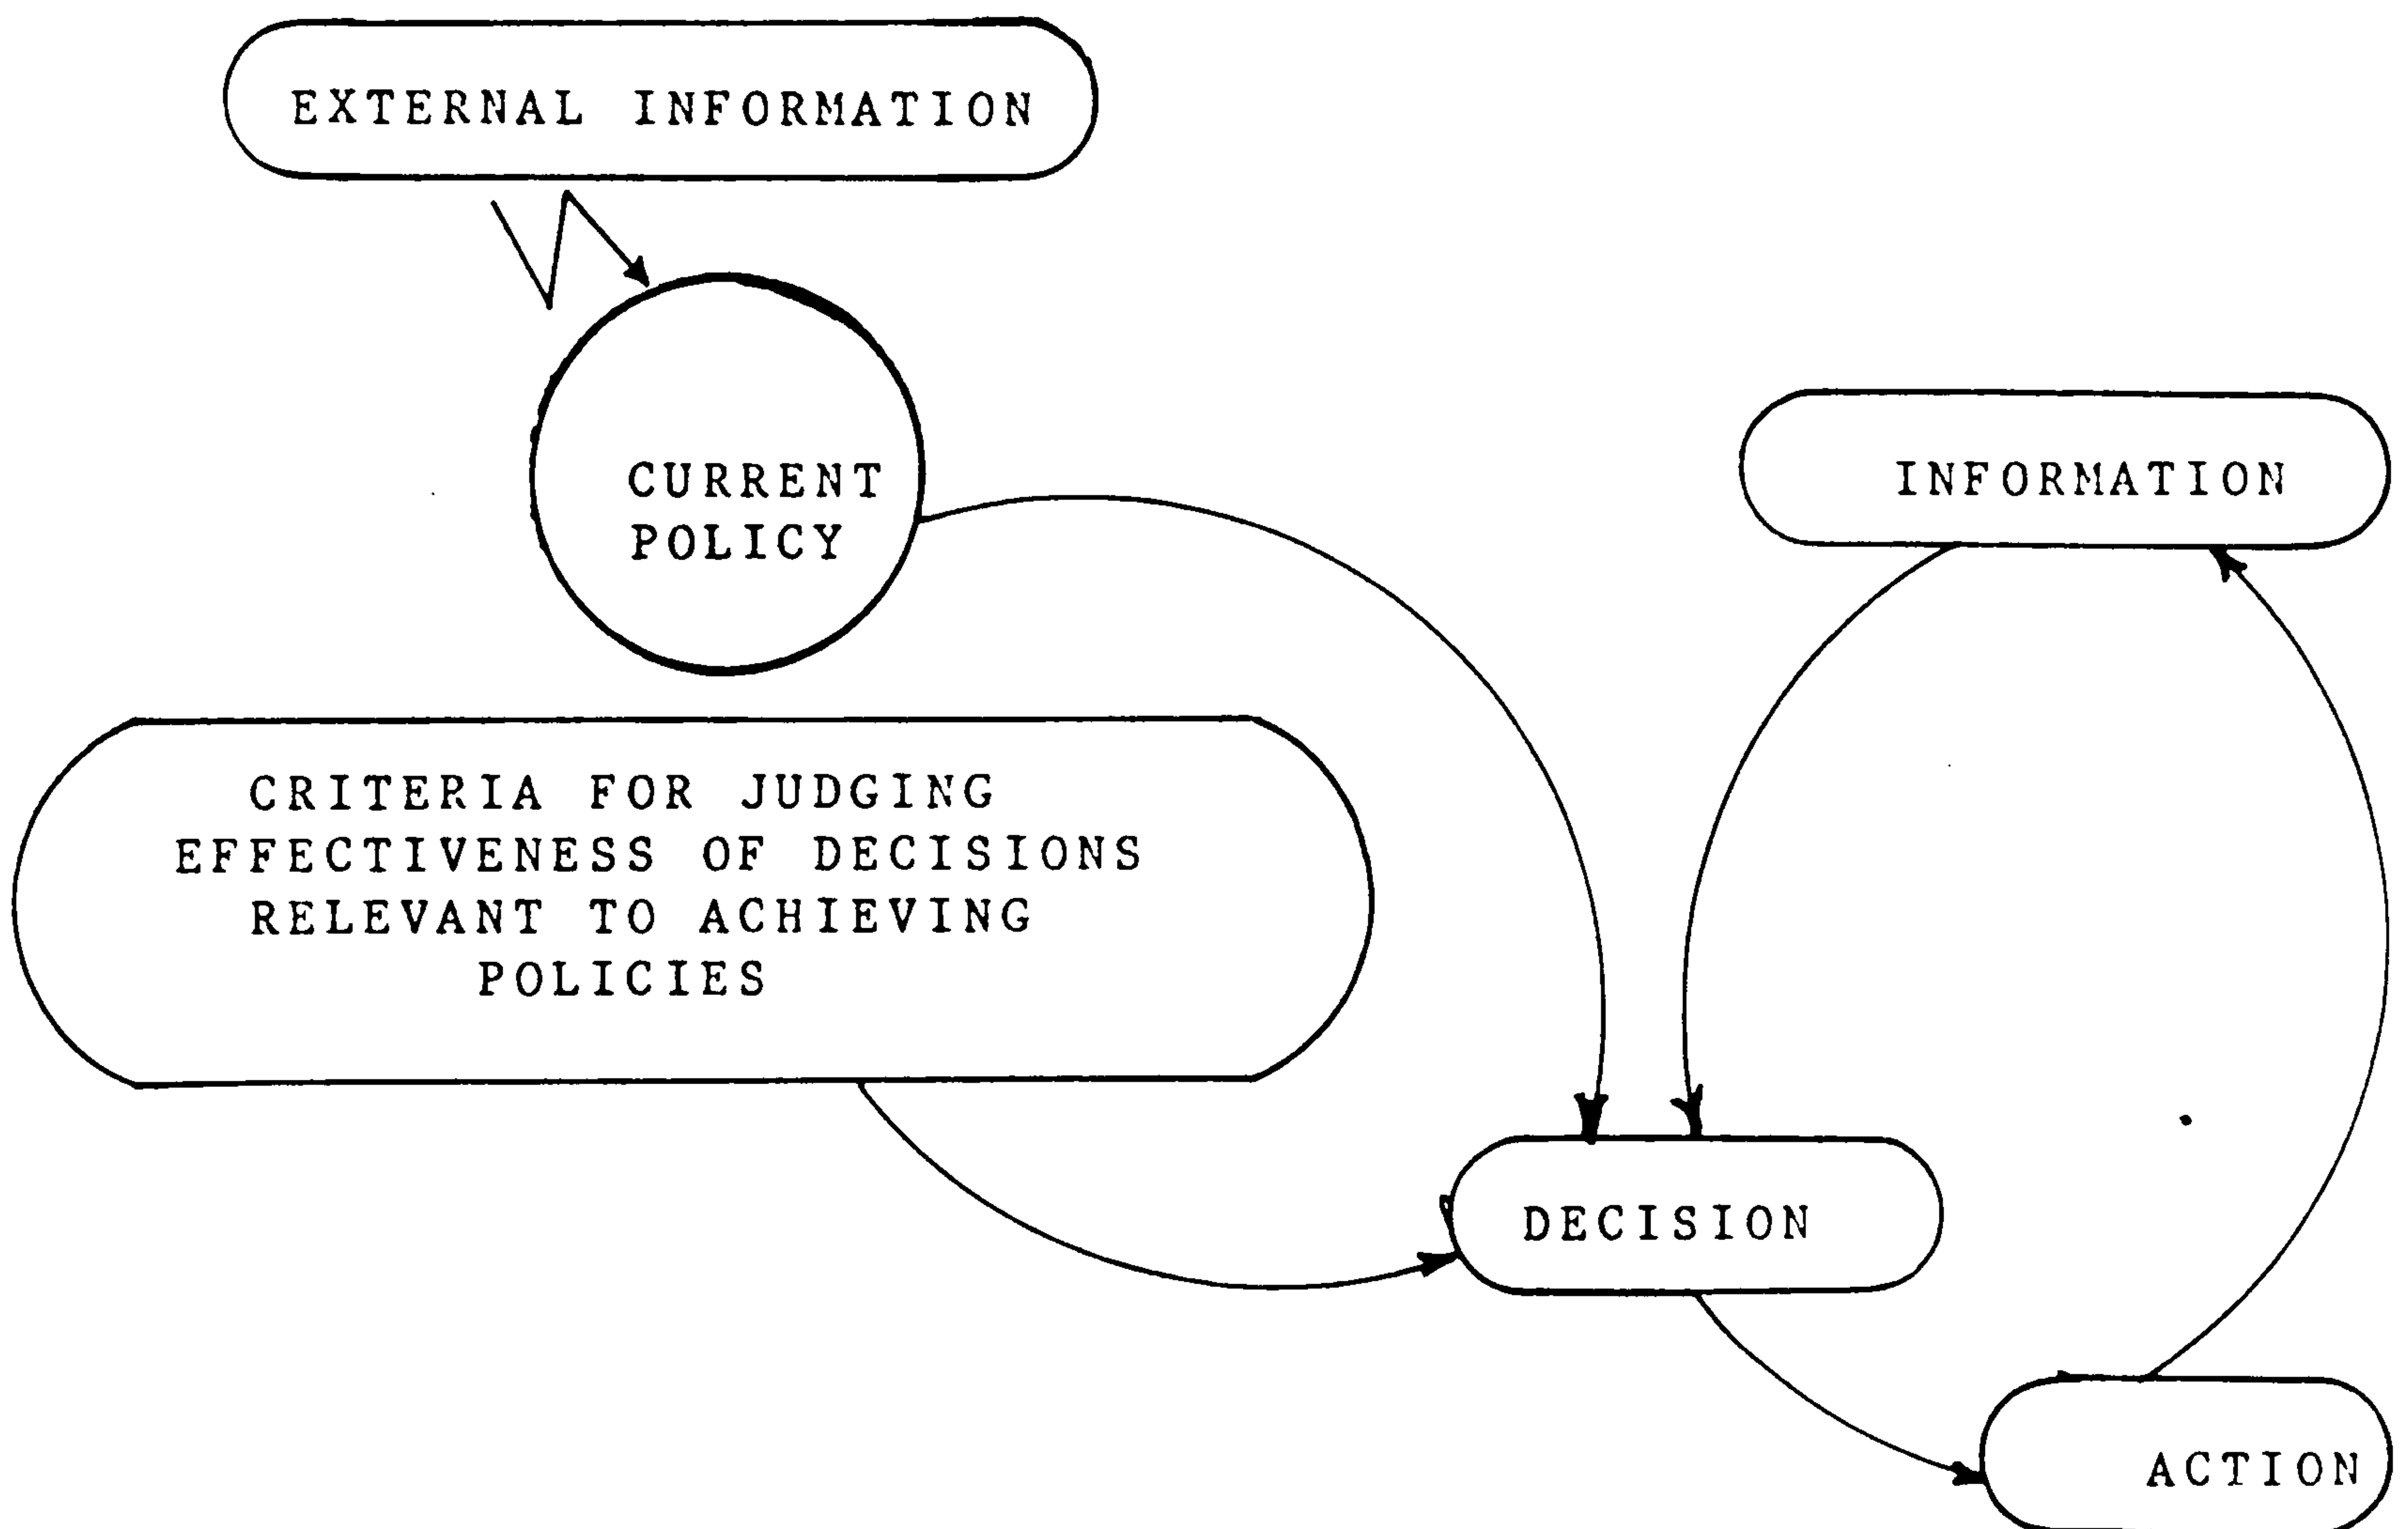 EXTERNAL INFORMATION
CURRENT
POLICY
INFORMATION
CRITERIA FOR JUDGING
EFFECTIVENESS OF DECISIONS
RELEVANT TO ACHIEVING
POLICIES
DECISION
ACTION